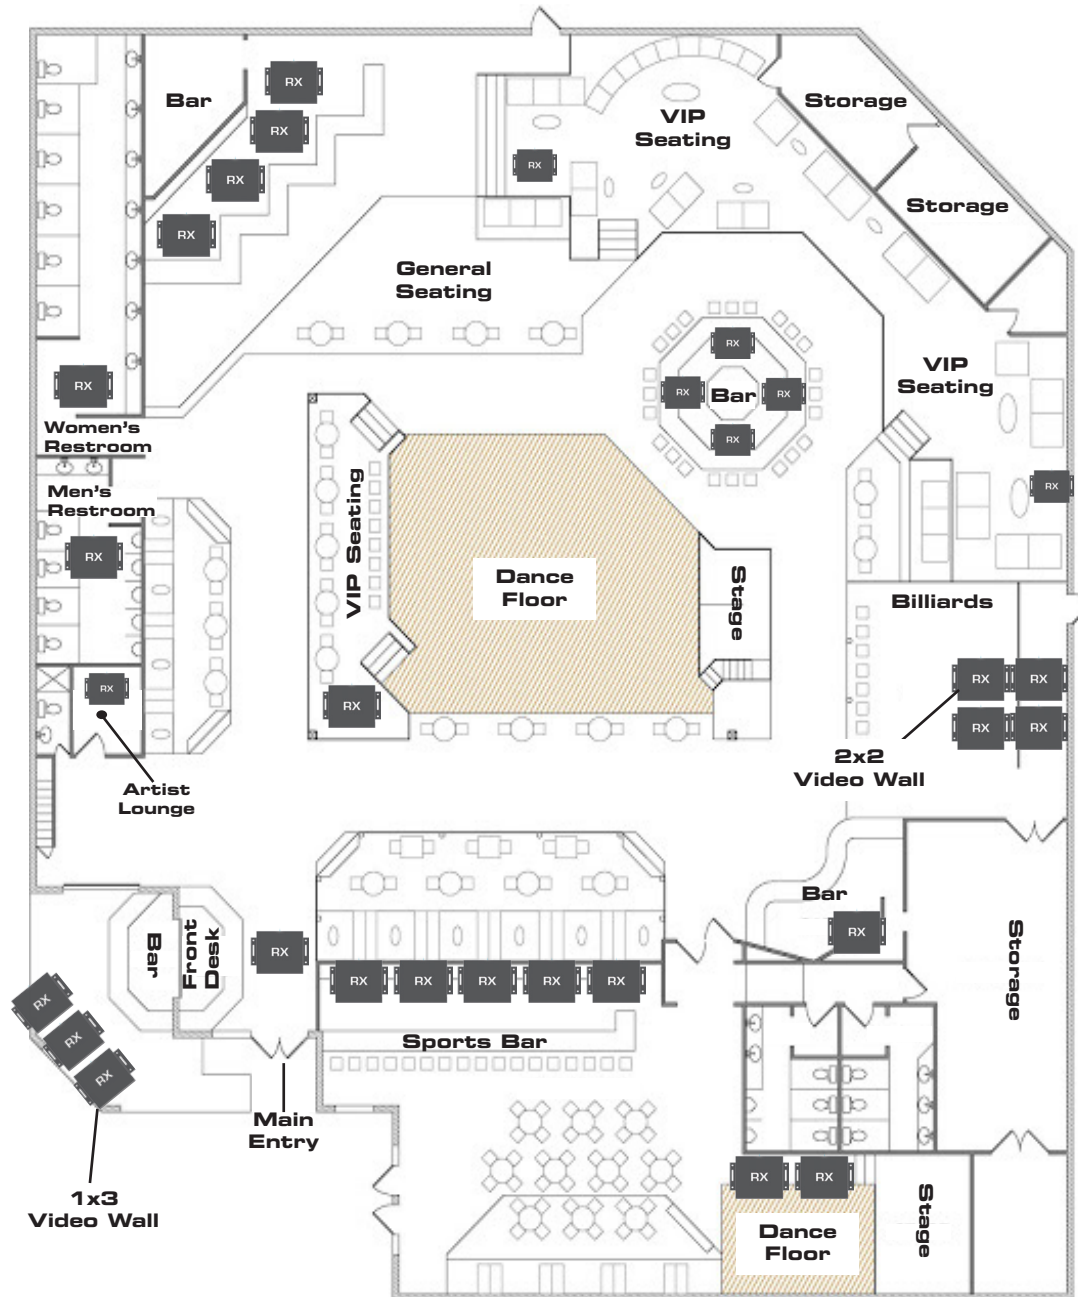 RX
Bar
RX
RX
RX
Storage
VIP
Seating
RX
Storage
RX
General
Seating
RX
RX
VIP
Seating
RX
Bar
RX
RX
Women's
Restroom
RX
Men's
Restroom
RX
VIP Seating
Dance
Floor
Stage
Billiards
RX
RX
RX
RX
RX
RX
RX
2x2
Video Wall
Artist
Lounge
Bar
RX
Bar
Front
Desk
RX
RX
RX
RX
RX
RX
Storage
RX
RX
RX
Sports Bar
Main
Entry
RX
RX
1x3
Video Wall
Dance
Floor
Stage